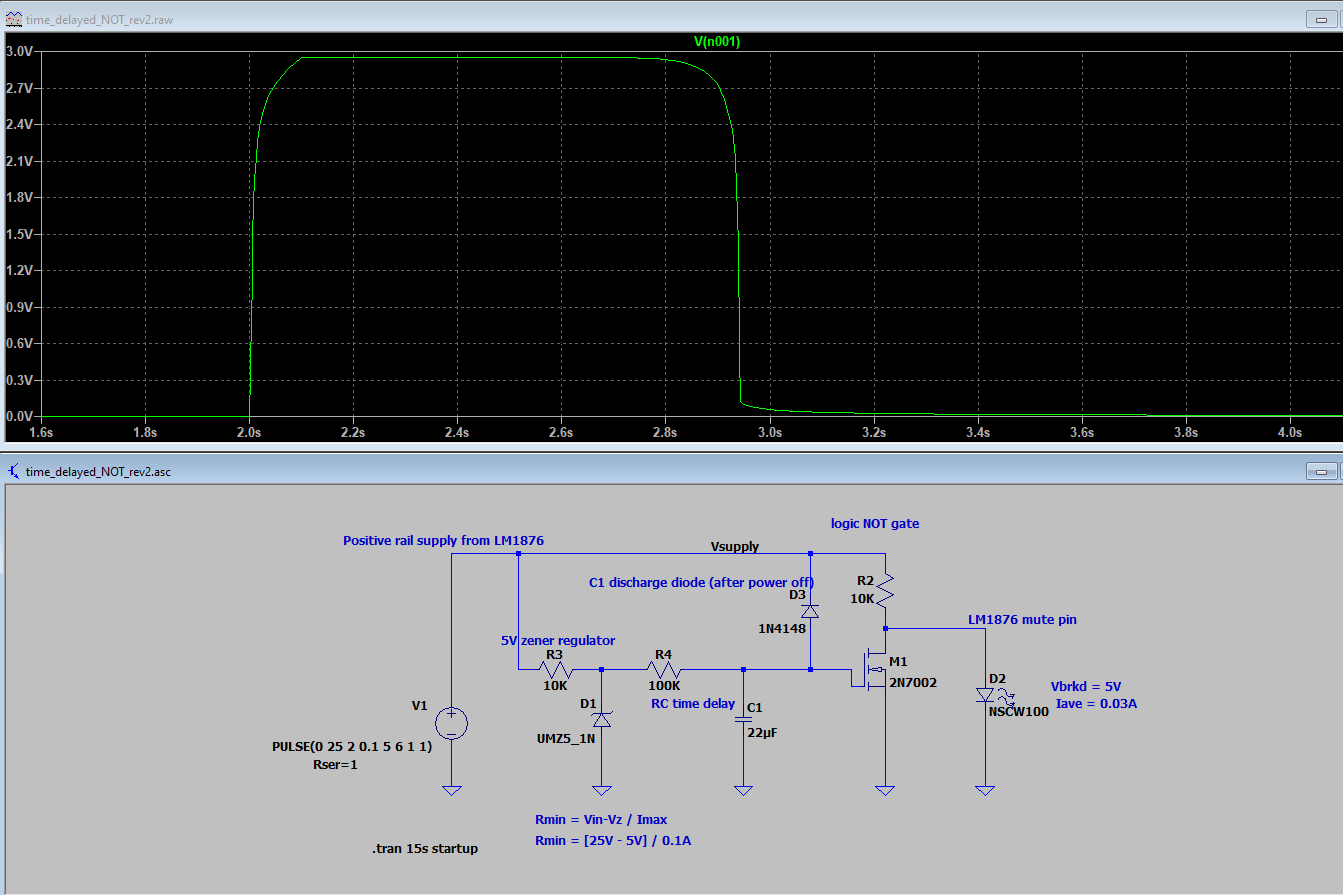 time_delayed_NOT_rev2.raw
V(n001)
3.0V
2.7V
2.4V
2.1V
1.8V
1.5V
1.2V
0.9V
0.6V
0.3V
0.0V
1.6s 1.8s 2.0s 2.2s 2.4s 2.6s 2.8s 3.0s 3.2s 3.4s 3.6s 3.8s 4.0s
time_delayed_NOT_rev2.asc
logic NOT gate
Positive rail supply from LM1876
Vsupply
C1 discharge diode (after power off)
R2
D3
10K
LM1876 mute pin
1N4148
5V zener regulator
R3
R4
M1
10K
100K
2N7002
D2
Vbrkd = 5V
D1
RC time delay
C1
Iave = 0.03A
V1
NSCW100
UMZ5_1N
22µF
PULSE(0 25 2 0.1 5 6 1 1)
Rser=1
Rmin = Vin-Vz / Imax
Rmin = [25V - 5V] / 0.1A
.tran 15s startup